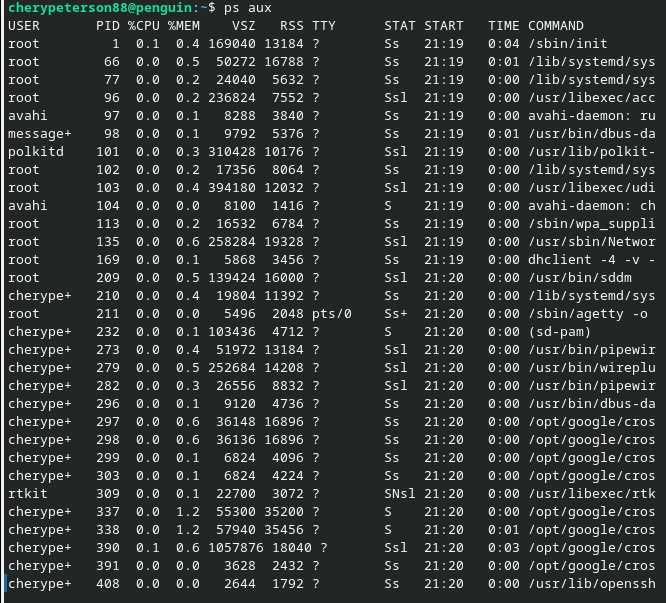 cherypeterson88@penguin:~$ ps aux
USER       PID %CPU %MEM    VSZ   RSS TTY      STAT START   TIME COMMAND
root         1  0.1  0.4 169040 13184 ?        Ss   21:19   0:04 /sbin/init
root        66  0.0  0.5  50272 16788 ?        Ss   21:19   0:01 /lib/systemd/sys
root        77  0.0  0.2  24040  5632 ?        Ss   21:19   0:00 /lib/systemd/sys
root        96  0.0  0.2 236824  7552 ?        Ssl  21:19   0:00 /usr/libexec/acc
avahi       97  0.0  0.1   8288  3840 ?        Ss   21:19   0:00 avahi-daemon: ru
message+    98  0.0  0.1   9792  5376 ?        Ss   21:19   0:01 /usr/bin/dbus-da
polkitd    101  0.0  0.3 310428 10176 ?        Ssl  21:19   0:00 /usr/lib/polkit-
root       102  0.0  0.2  17356  8064 ?        Ss   21:19   0:00 /lib/systemd/sys
root       103  0.0  0.4 394180 12032 ?        Ssl  21:19   0:00 /usr/libexec/udi
avahi      104  0.0  0.0   8100  1416 ?        S    21:19   0:00 avahi-daemon: ch
root       113  0.0  0.2  16532  6784 ?        Ss   21:19   0:00 /sbin/wpa_suppli
root       135  0.0  0.6 258284 19328 ?        Ssl  21:19   0:00 /usr/sbin/Networ
root       169  0.0  0.1   5868  3456 ?        Ss   21:19   0:00 dhclient -4 -v -
root       209  0.0  0.5 139424 16000 ?        Ssl  21:20   0:00 /usr/bin/sddm
cherype+   210  0.0  0.4  19804 11392 ?        Ss   21:20   0:00 /lib/systemd/sys
root       211  0.0  0.0   5496  2048 pts/0    Ss+  21:20   0:00 /sbin/agetty -o
cherype+   232  0.0  0.1 103436  4712 ?        S    21:20   0:00 (sd-pam)
cherype+   273  0.0  0.4  51972 13184 ?        Ssl  21:20   0:00 /usr/bin/pipewir
cherype+   279  0.0  0.5 252684 14208 ?        Ssl  21:20   0:00 /usr/bin/wireplu
cherype+   282  0.0  0.3  26556  8832 ?        Ssl  21:20   0:00 /usr/bin/pipewir
cherype+   296  0.0  0.1   9120  4736 ?        Ss   21:20   0:00 /usr/bin/dbus-da
cherype+   297  0.0  0.6  36148 16896 ?        Ss   21:20   0:00 /opt/google/cros
cherype+   298  0.0  0.6  36136 16896 ?        Ss   21:20   0:00 /opt/google/cros
cherype+   299  0.0  0.1   6824  4096 ?        Ss   21:20   0:00 /opt/google/cros
cherype+   303  0.0  0.1   6824  4224 ?        Ss   21:20   0:00 /opt/google/cros
rtkit      309  0.0  0.1  22700  3072 ?        SNsl 21:20   0:00 /usr/libexec/rtk
cherype+   337  0.0  1.2  55300 35200 ?        S    21:20   0:00 /opt/google/cros
cherype+   338  0.0  1.2  57940 35456 ?        S    21:20   0:01 /opt/google/cros
cherype+   390  0.1  0.6 1057876 18040 ?       Ssl  21:20   0:03 /opt/google/cros
cherype+   391  0.0  0.0   3628  2432 ?        Ss   21:20   0:00 /opt/google/cros
cherype+   408  0.0  0.0   2644  1792 ?        Ss   21:20   0:00 /usr/lib/openssh